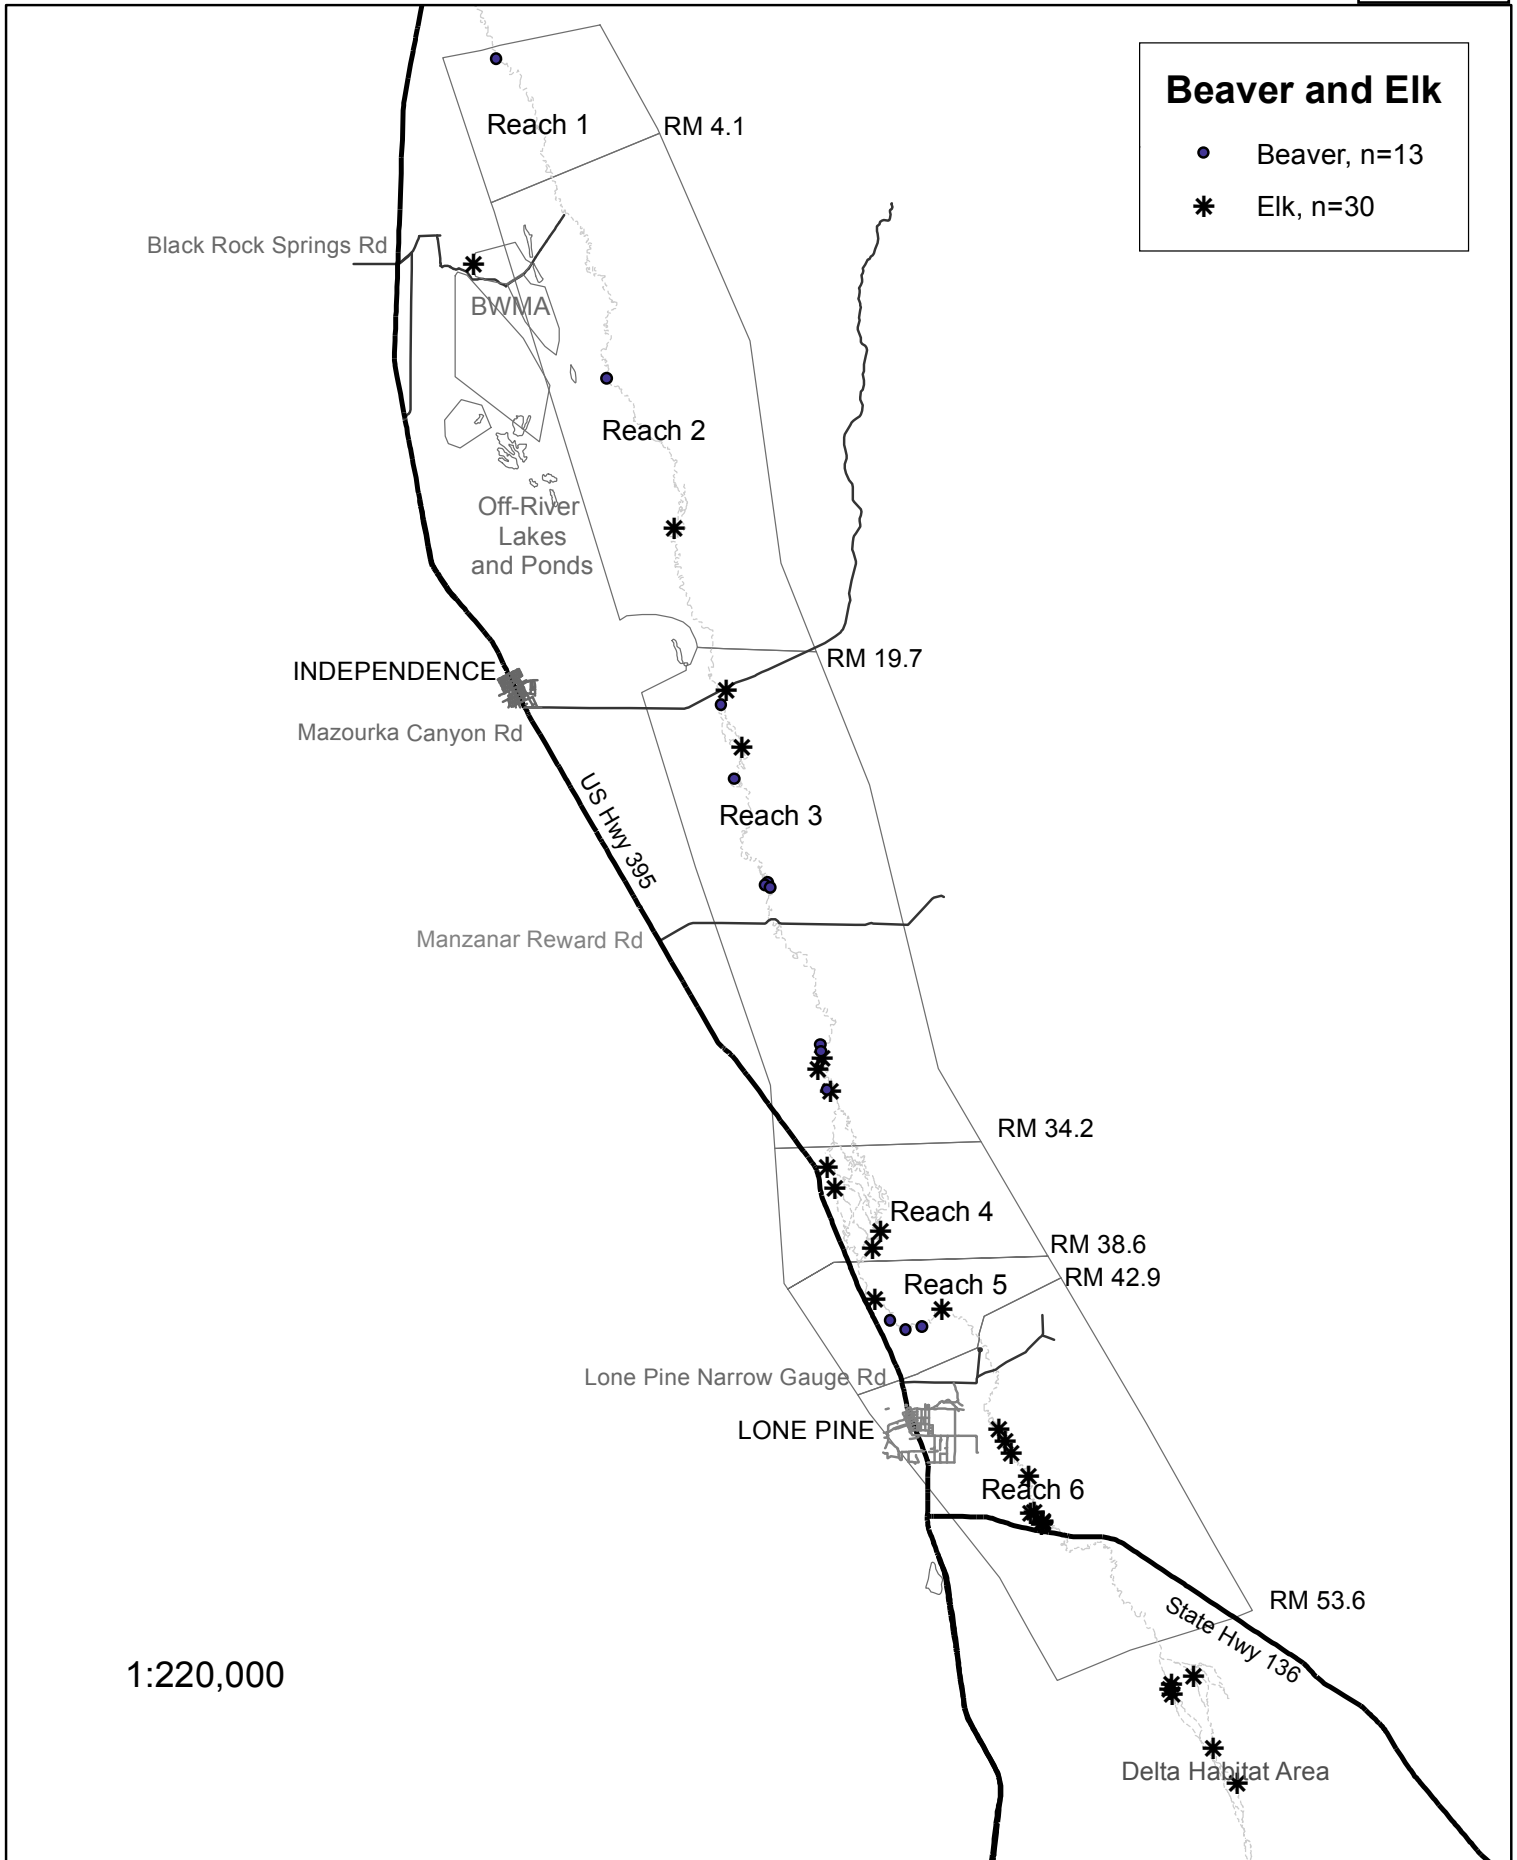 Beaver and Elk
Beaver, n=13
Elk, n=30
Reach 1
RM 4.1
Black Rock Springs Rd
BWMA
Reach 2
Off-River
Lakes
and Ponds
INDEPENDENCE
RM 19.7
Mazourka Canyon Rd
US Hwy 395
Reach 3
Manzanar Reward Rd
RM 34.2
Reach 4
RM 38.6
RM 42.9
Reach 5
Lone Pine Narrow Gauge Rd
LONE PINE
Reach 6
RM 53.6
State Hwy 136
1:220,000
Delta Habitat Area